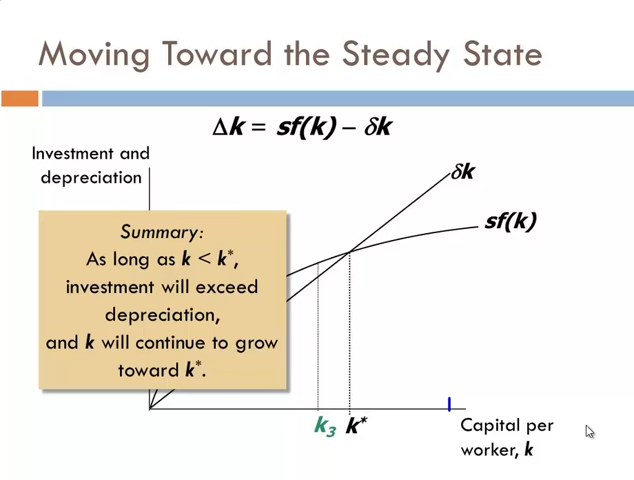 Moving Toward the Steady State
Δk = sf(k) – δk
Investment and
depreciation
δk
sf(k)
Summary:
As long as k < k*,
investment will exceed
depreciation,
and k will continue to grow
toward k*.
k₃
k*
Capital per
worker, k